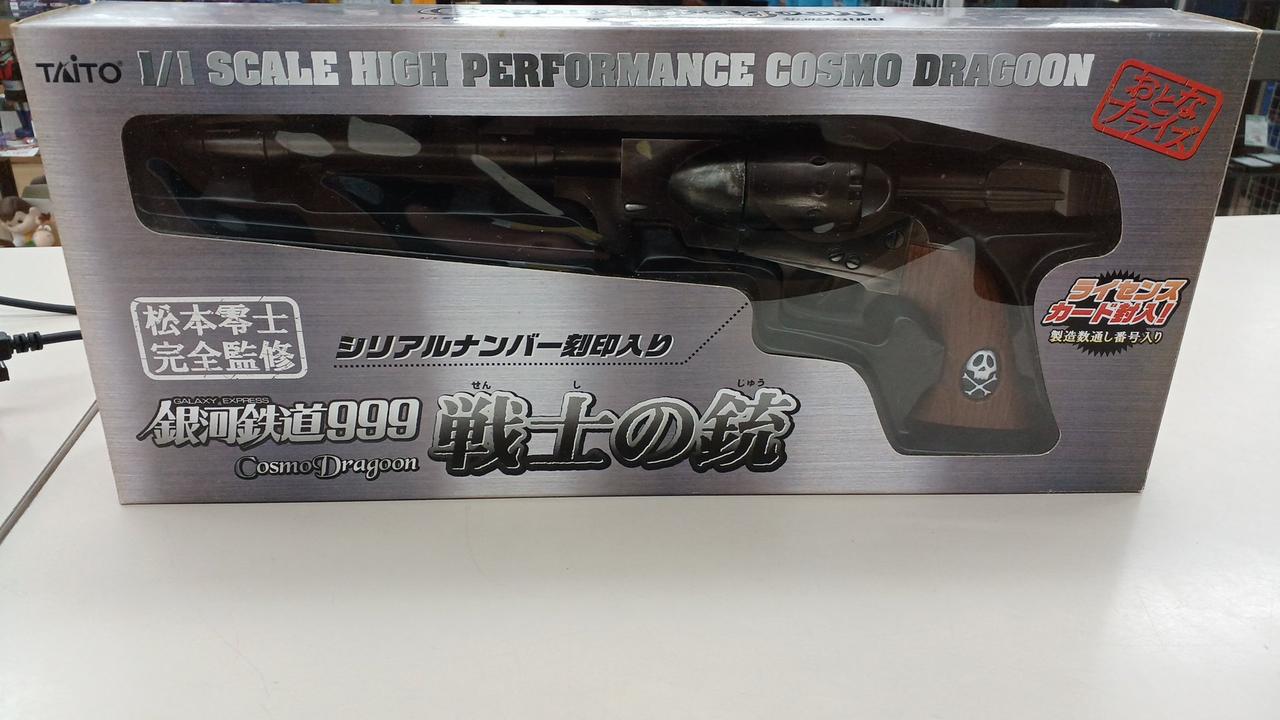 TAITO
1/1 SCALE HIGH PERFORMANCE COSMO DRAGOON
おとな
プライズ
ライセンス
カード封入!
製造数通し番号入り
松本零士
完全監修
シリアルナンバー刻印入り
GALAXY EXPRESS
銀河鉄道999
せん し じゅう
戦士の銃
Cosmo Dragoon